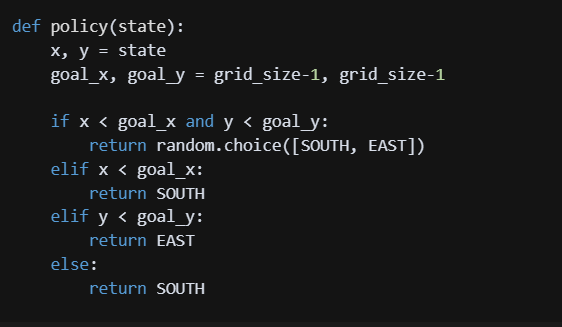 def policy(state):
    x, y = state
    goal_x, goal_y = grid_size-1, grid_size-1

    if x < goal_x and y < goal_y:
        return random.choice([SOUTH, EAST])
    elif x < goal_x:
        return SOUTH
    elif y < goal_y:
        return EAST
    else:
        return SOUTH